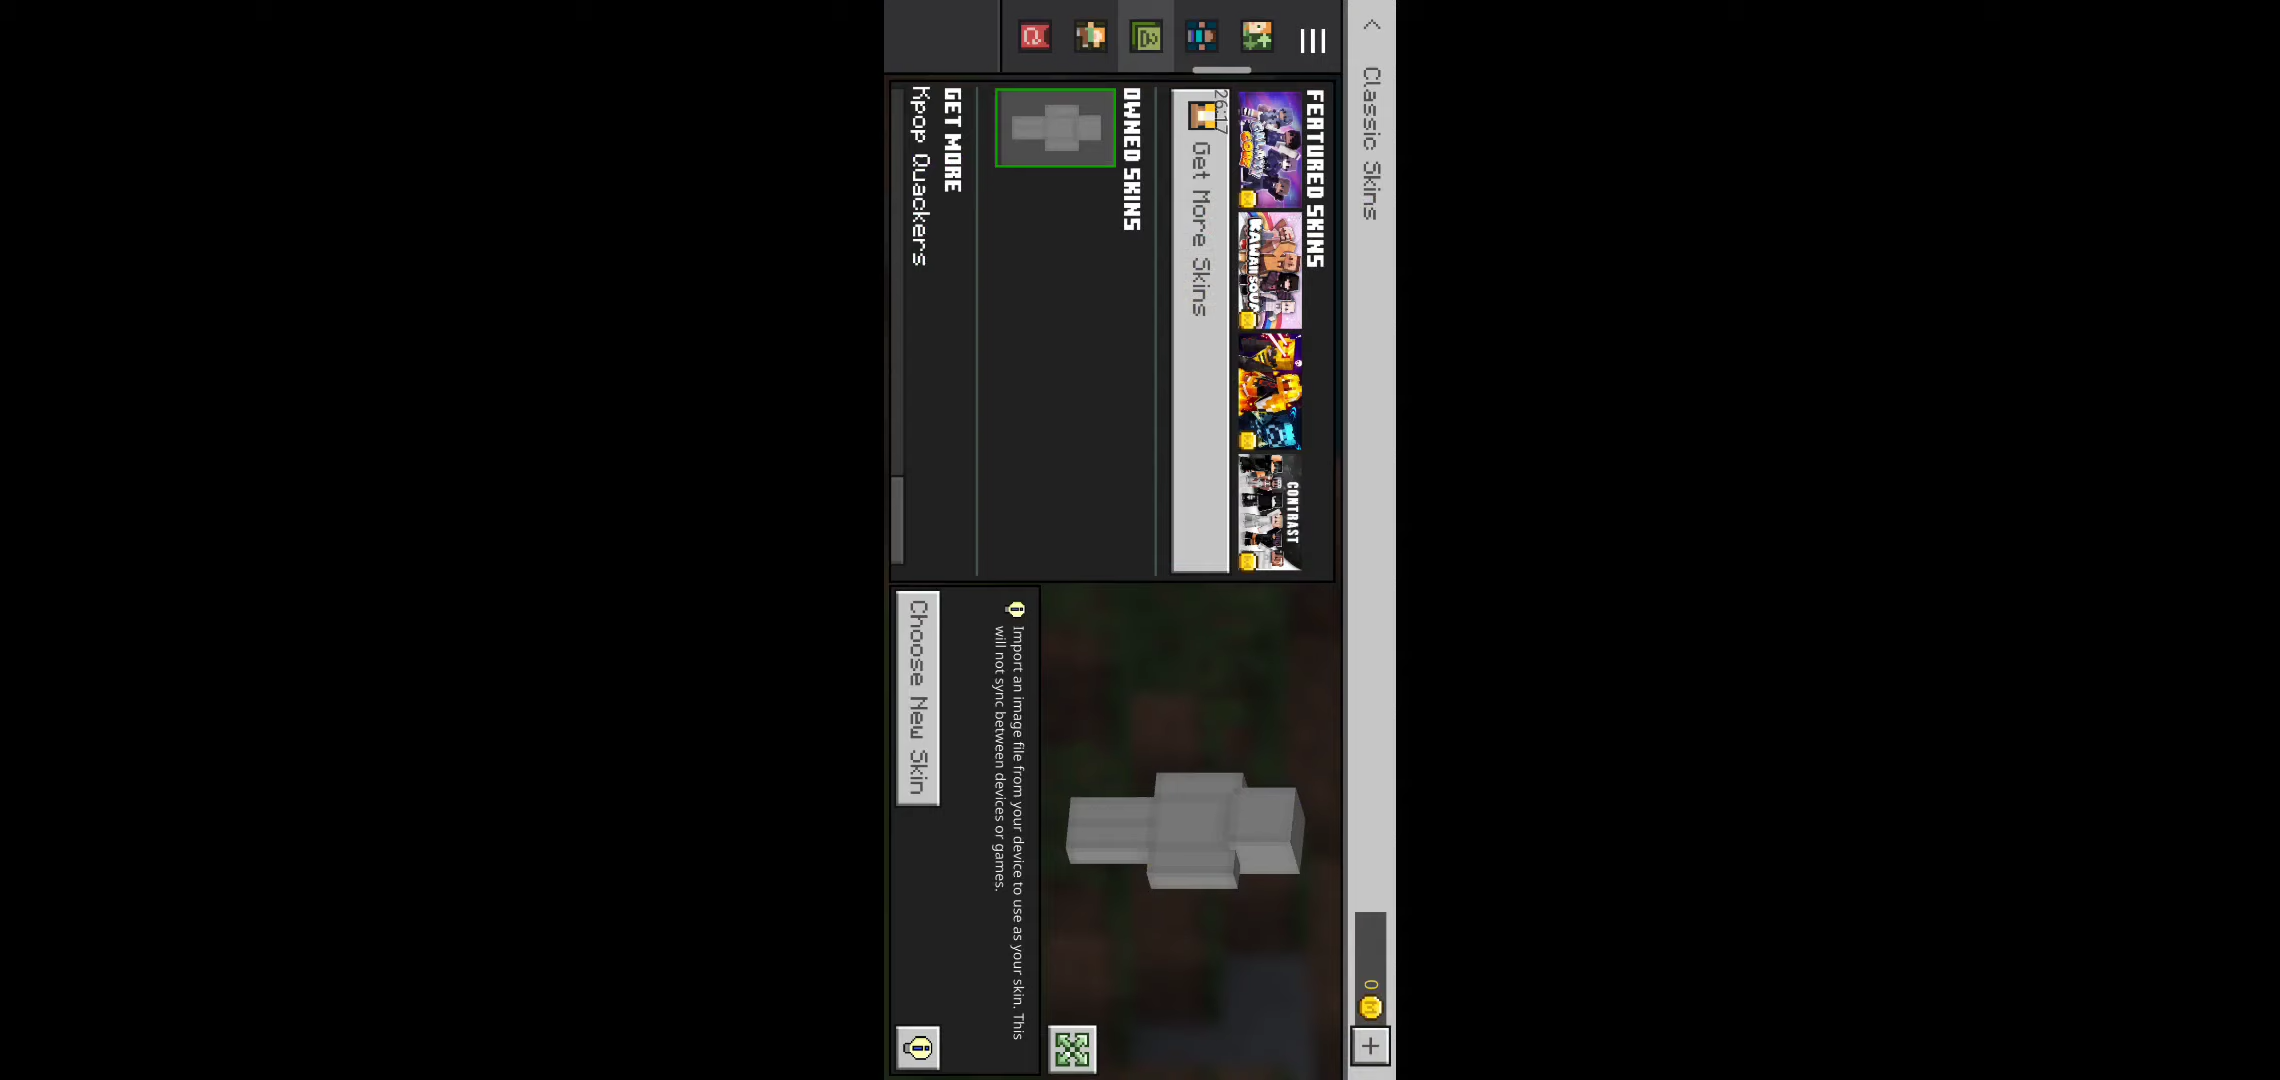 Classic Skins
0
FEATURED SKINS
KAWAII SQUAD
CONTRAST
26:17
Get More Skins
OWNED SKINS
GET MORE
Kpop Quackers
Import an image file from your device to use as your skin. This
will not sync between devices or games.
Choose New Skin